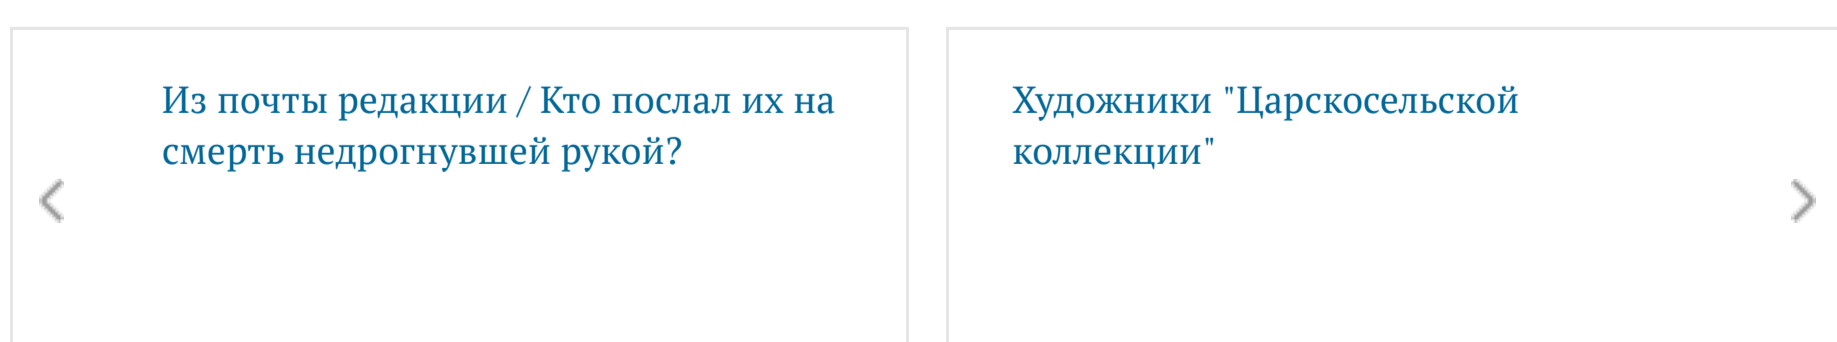 Из почты редакции / Кто послал их на
смерть недрогнувшей рукой?
Художники "Царскосельской
коллекции"